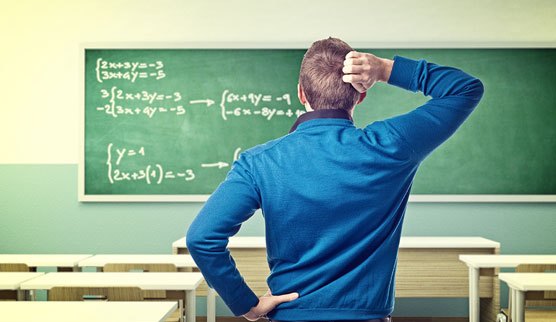 {2x+3y=-3
{3x+4y=-5
3{2x+3y=-3
-2{3x+4y=-5 → {6x+9y=-9
{-6x-8y=+
{y=1
{2x+3(1)=-3 → {